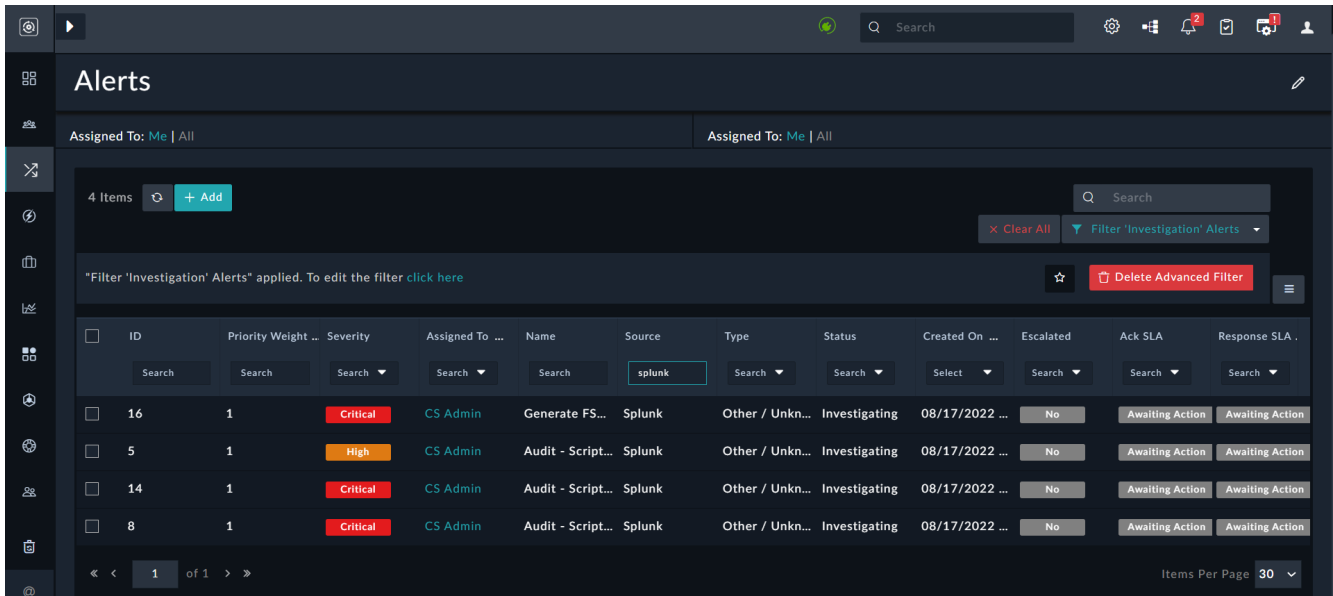 Search
2
!
Alerts
Assigned To: Me | All
Assigned To: Me | All
4 Items + Add
Search
× Clear All Filter 'Investigation' Alerts
"Filter 'Investigation' Alerts" applied. To edit the filter click here
Delete Advanced Filter
ID Priority Weight ... Severity Assigned To ... Name Source Type Status Created On ... Escalated Ack SLA Response SLA .
Search Search Search Search Search splunk Search Search Select Search Search Search
16 1 Critical CS Admin Generate FS... Splunk Other / Unkn... Investigating 08/17/2022 ... No Awaiting Action Awaiting Action
5 1 High CS Admin Audit - Script... Splunk Other / Unkn... Investigating 08/17/2022 ... No Awaiting Action Awaiting Action
14 1 Critical CS Admin Audit - Script... Splunk Other / Unkn... Investigating 08/17/2022 ... No Awaiting Action Awaiting Action
8 1 Critical CS Admin Audit - Script... Splunk Other / Unkn... Investigating 08/17/2022 ... No Awaiting Action Awaiting Action
« < 1 of 1 > » Items Per Page 30
@